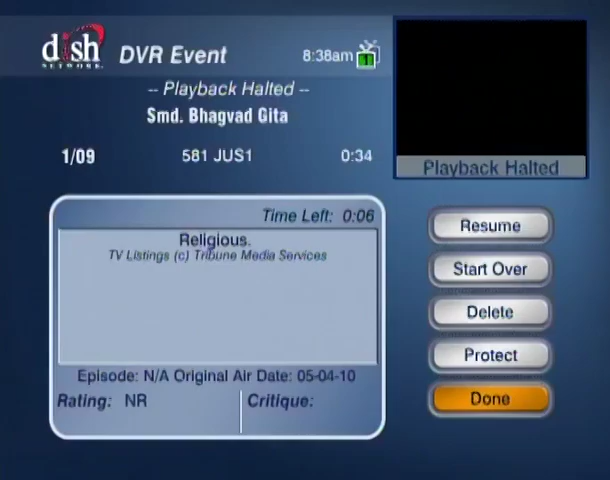 dish
NETWORK.
DVR Event
8:38am
1
-- Playback Halted --
Smd. Bhagvad Gita
1/09 581 JUS1 0:34
Playback Halted
Time Left: 0:06
Religious.
TV Listings (c) Tribune Media Services
Episode: N/A Original Air Date: 05-04-10
Rating: NR Critique:
Resume
Start Over
Delete
Protect
Done